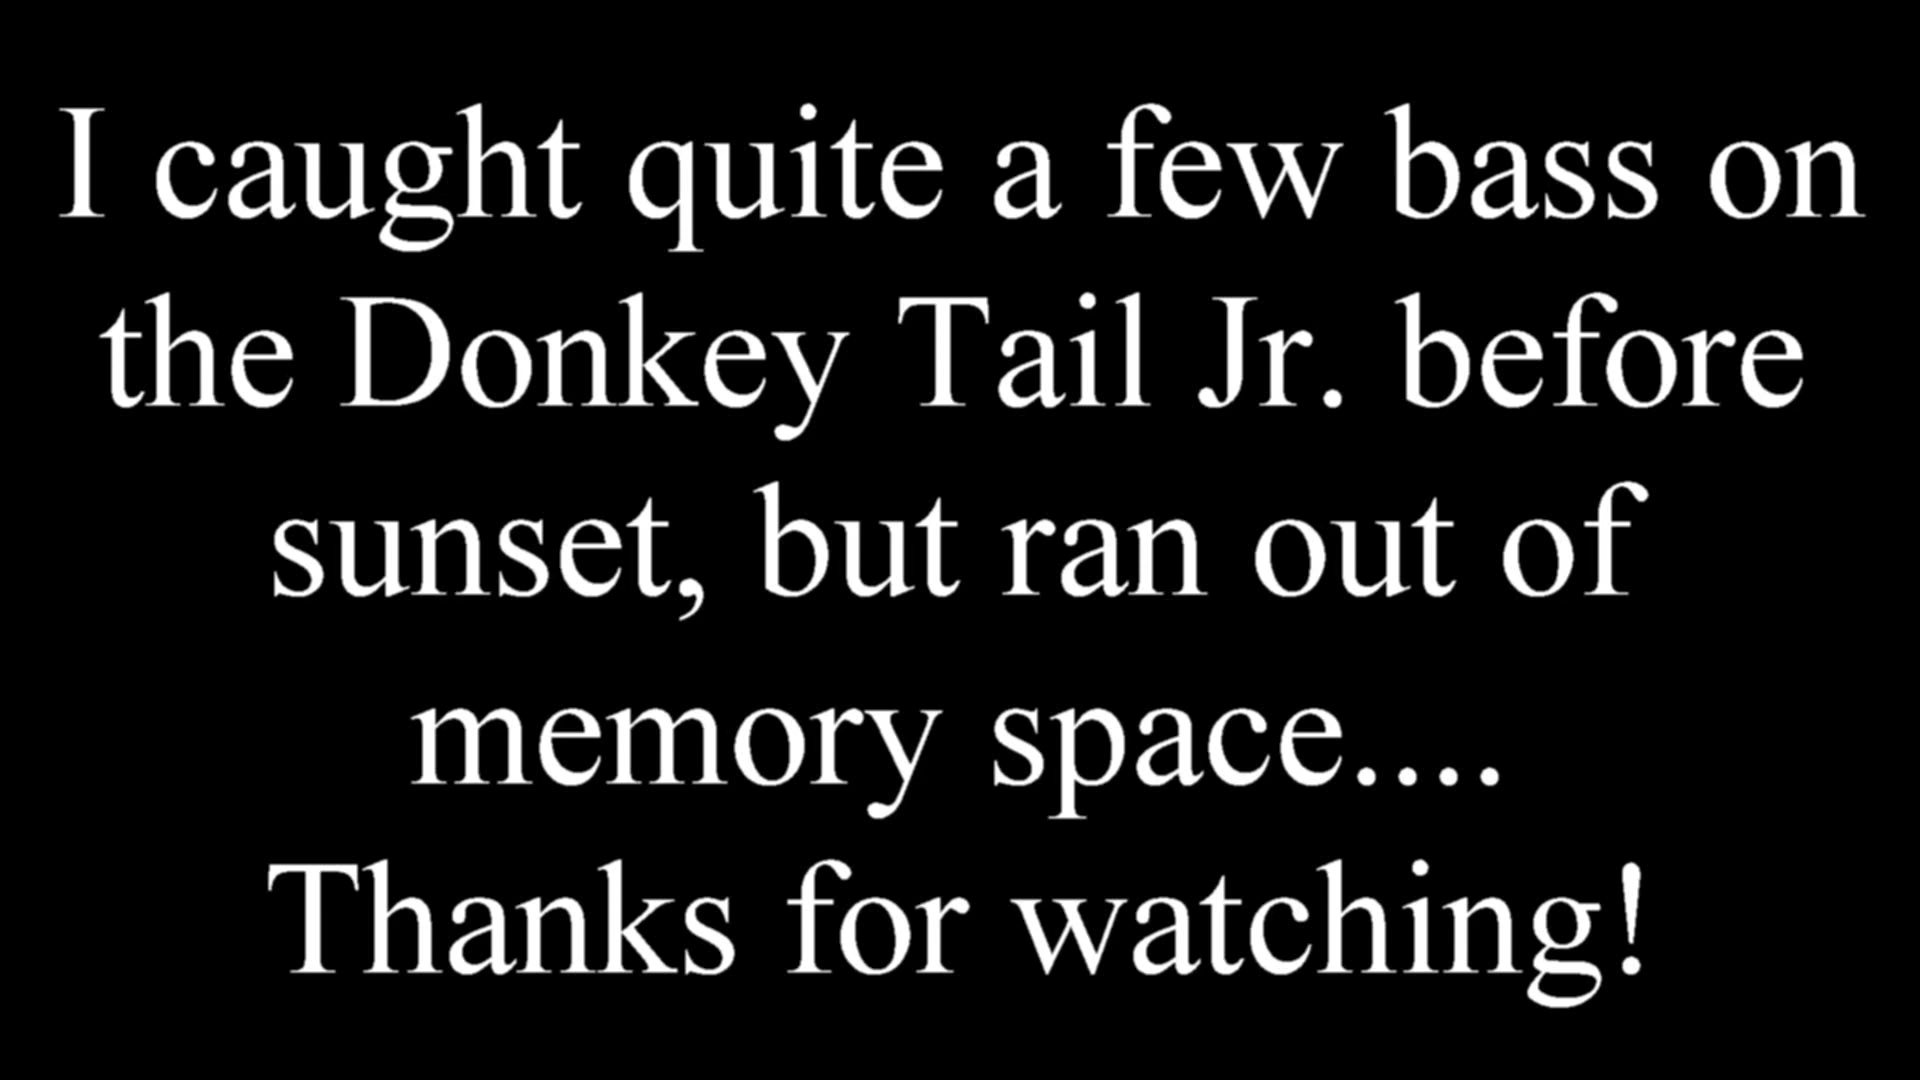 I caught quite a few bass on
the Donkey Tail Jr. before
sunset, but ran out of
memory space....
Thanks for watching!